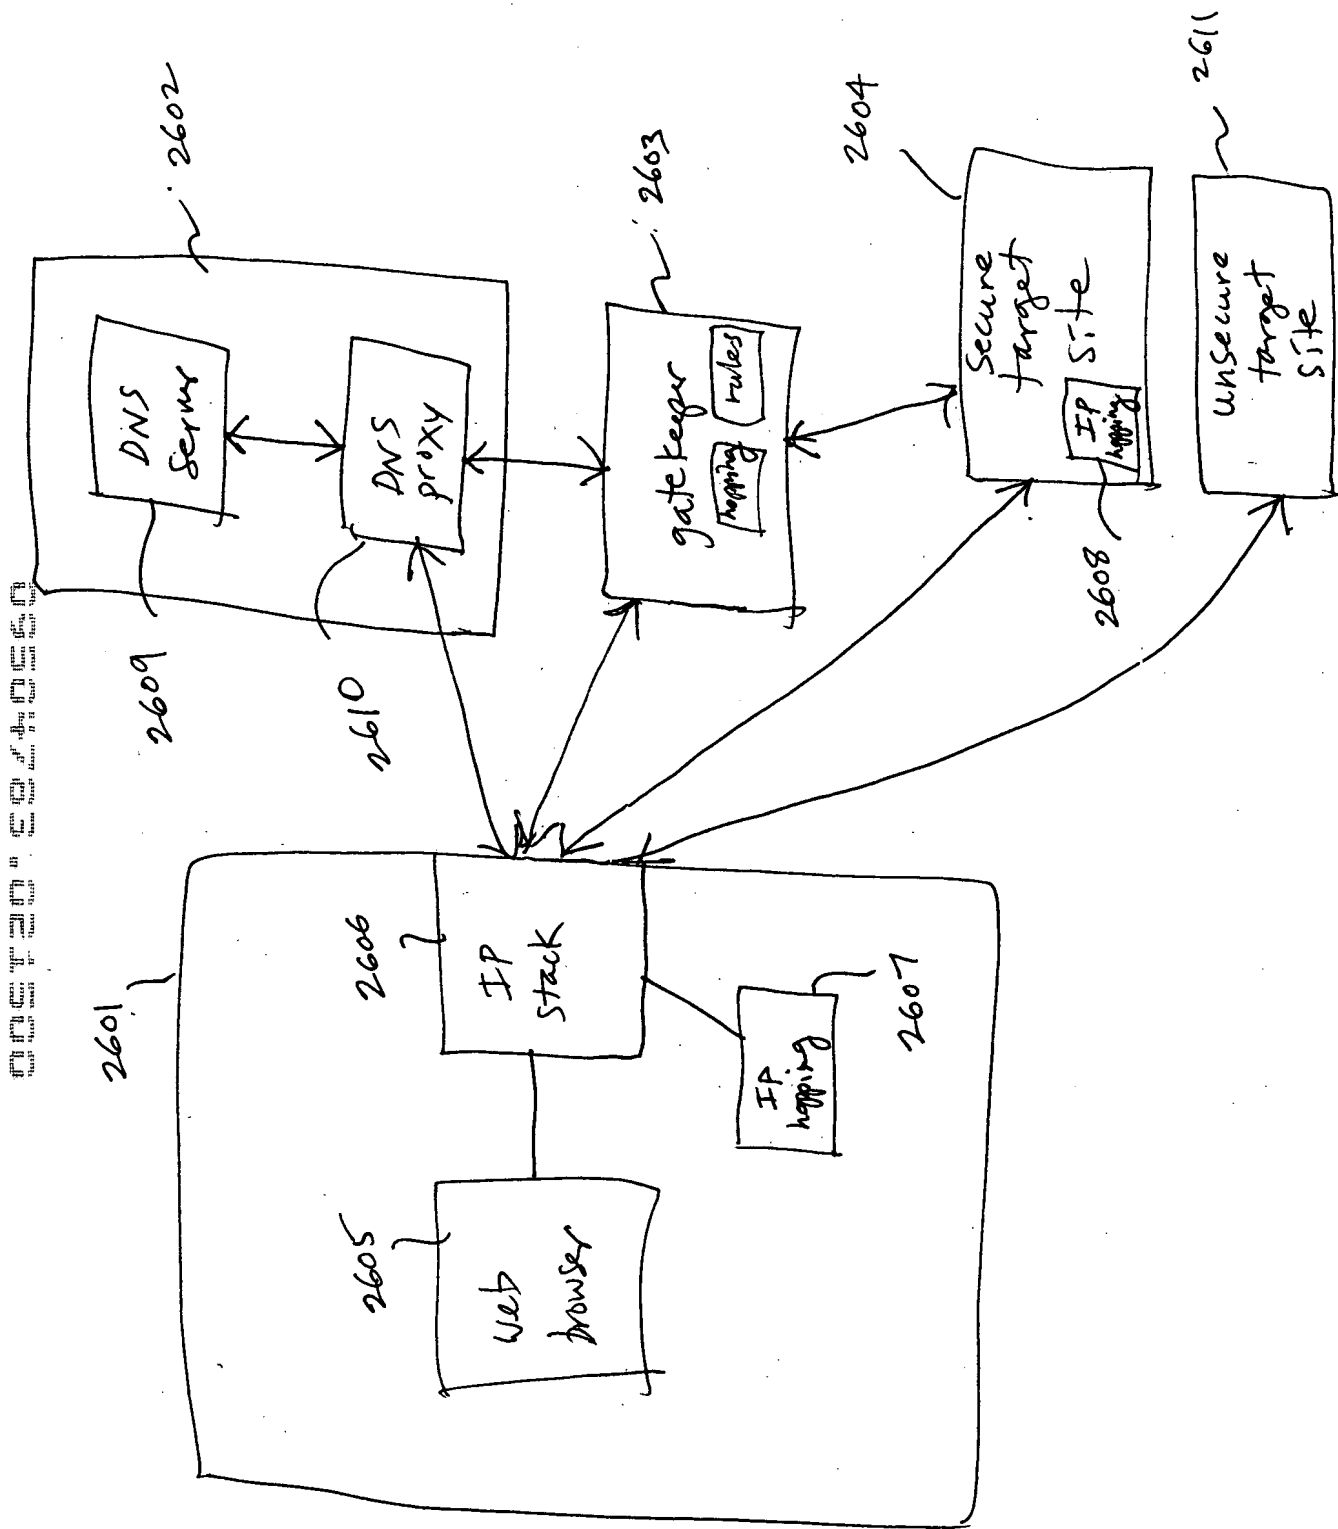 2602
DNS
Server
2609
DNS
proxy
2610
2603
gatekeeper
hopping
rules
2604
Secure
target
site
IP
hopping
2608
2611
unsecure
target
site
2601
2606
IP
stack
IP
hopping
2607
2605
Web
browser